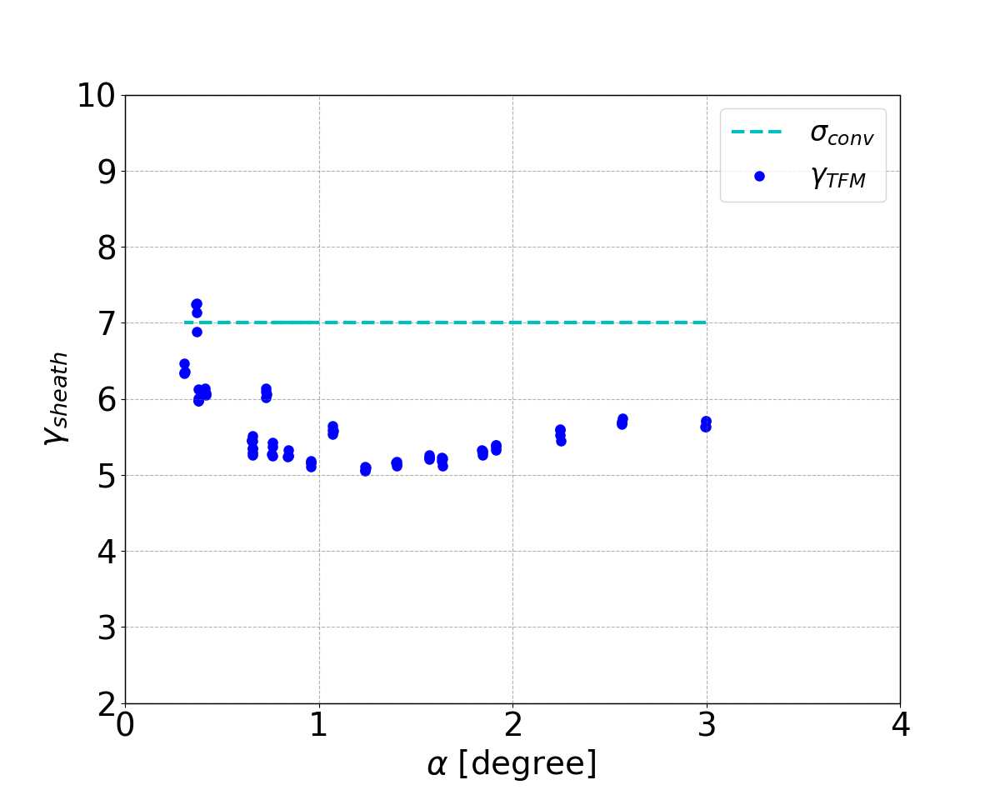 10
9
8
7
6
5
4
3
2
0 1 2 3 4
γ_sheath
α [degree]
σ_conv
γ_TFM